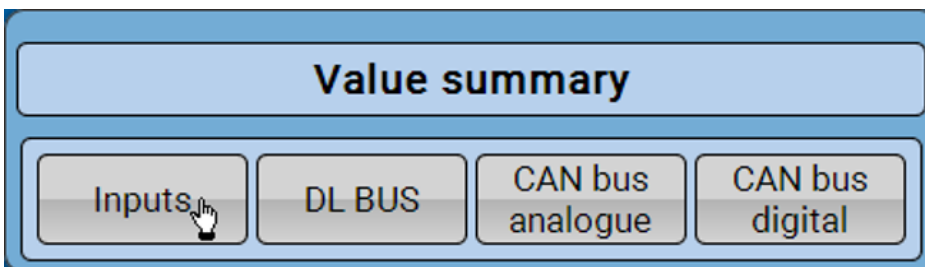 Value summary
Inputs
DL BUS
CAN bus
analogue
CAN bus
digital